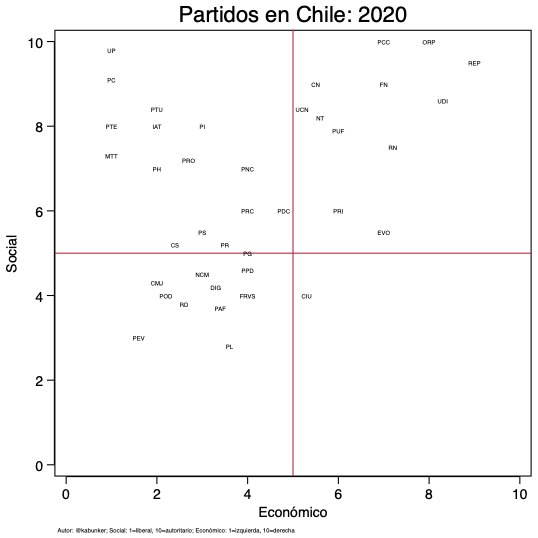 Partidos en Chile: 2020
10
PCC ORP
UP
REP
PC
CN FN
UDI
PTU UCN
NT
8
PTE IAT PI
PUF
RN
MTT
PRO
PH PNC
6
PRC PDC PRI
PS EVO
CS PR
PG
NCM PPD
CMJ
DIG
4
POD FRVS CIU
RD
PAF
PEV
PL
2
0
Social
0 2 4 6 8 10
Económico
Autor: @kabunker; Social: 1=liberal, 10=autoritario; Económico: 1=izquierda, 10=derecha